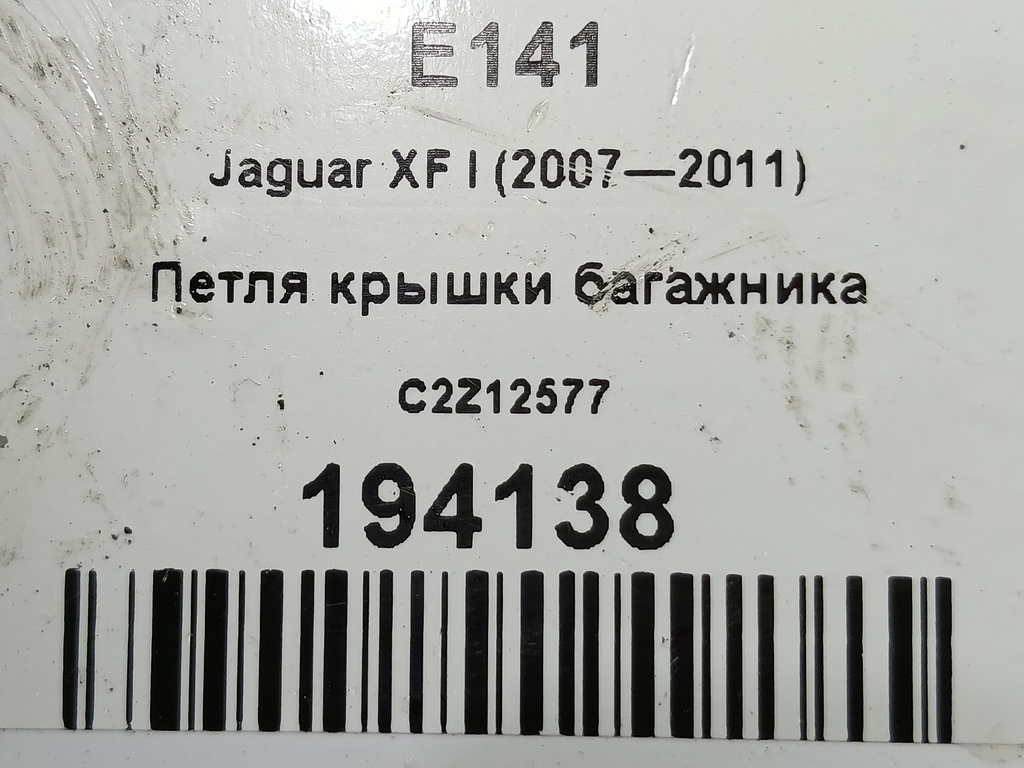 E141
Jaguar XF I (2007—2011)
Петля крышки багажника
C2Z12577
194138